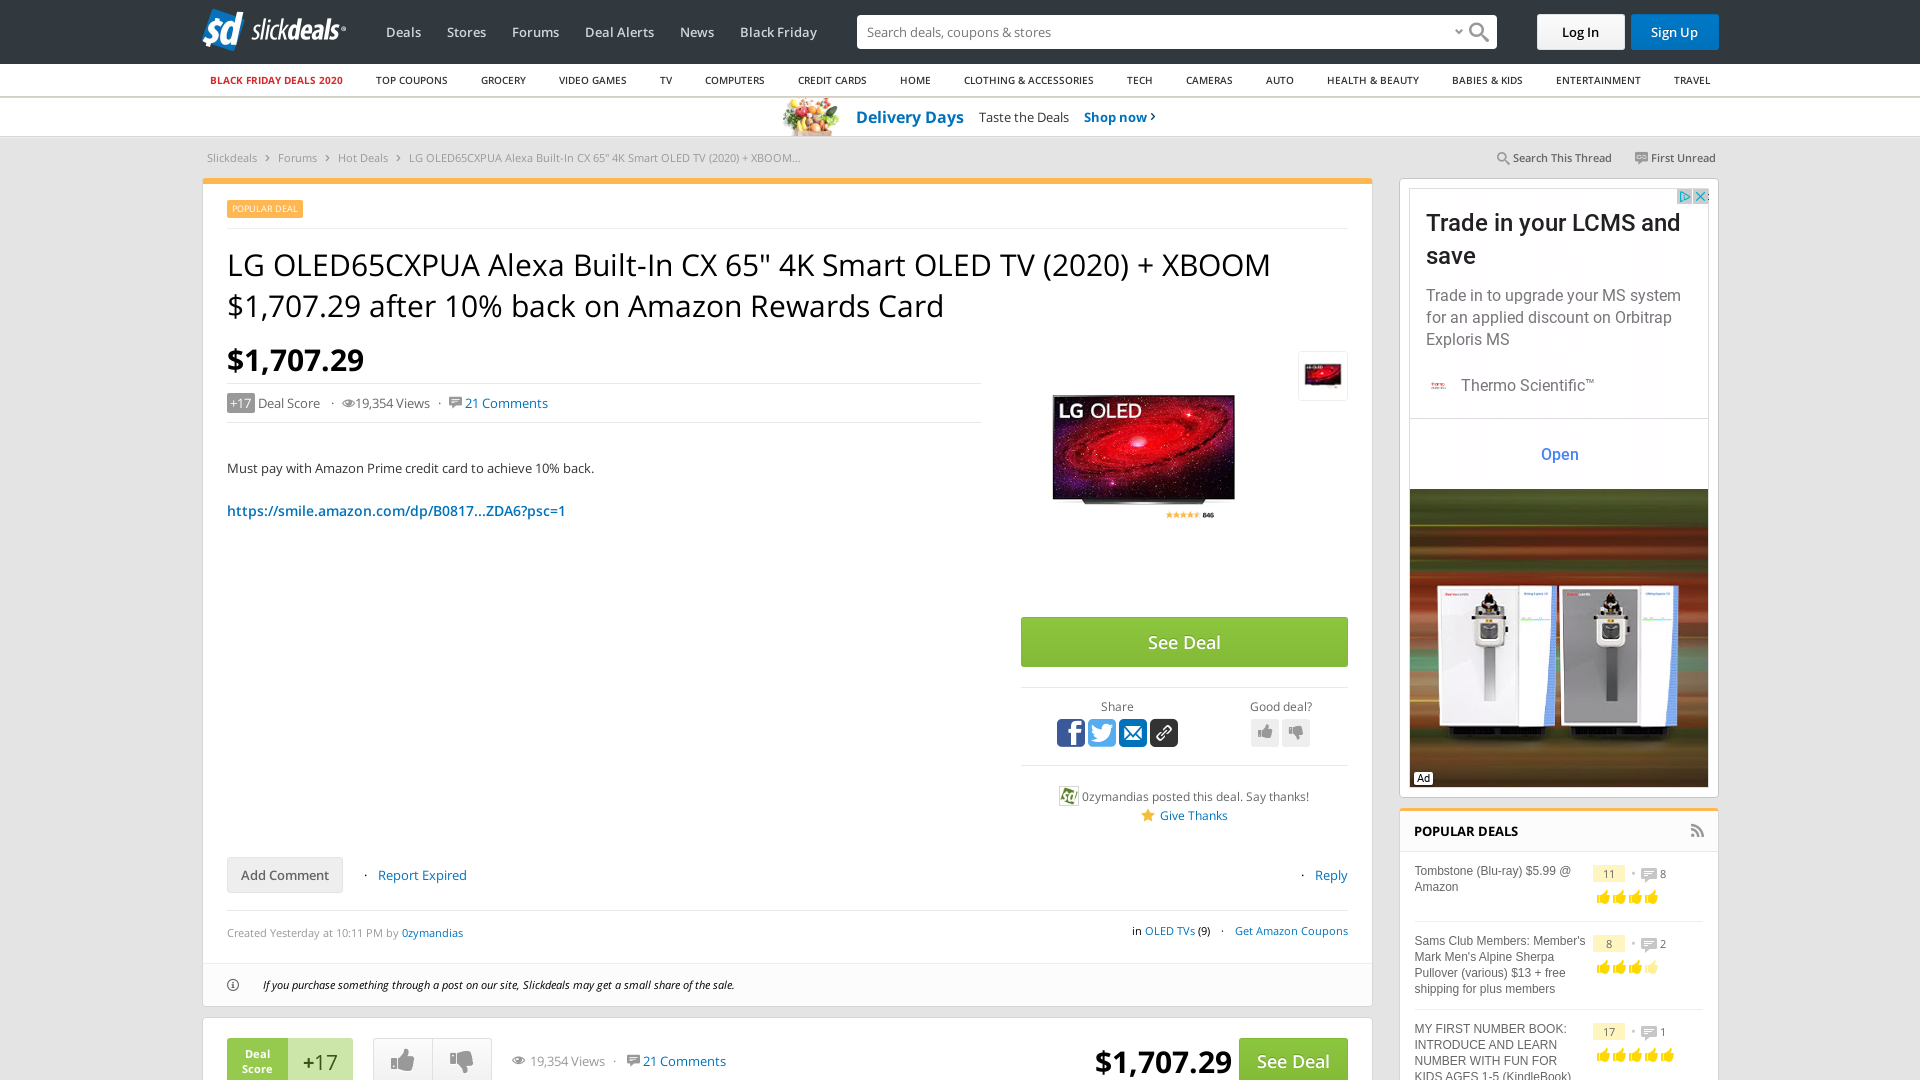 slickdeals
Deals
Stores
Forums
Deal Alerts
News
Black Friday
Search deals, coupons & stores
Log In
Sign Up
BLACK FRIDAY DEALS 2020
TOP COUPONS
GROCERY
VIDEO GAMES
TV
COMPUTERS
CREDIT CARDS
HOME
CLOTHING & ACCESSORIES
TECH
CAMERAS
AUTO
HEALTH & BEAUTY
BABIES & KIDS
ENTERTAINMENT
TRAVEL
Delivery Days Taste the Deals Shop now
Slickdeals
Forums
Hot Deals
LG OLED65CXPUA Alexa Built-In CX 65" 4K Smart OLED TV (2020) + XBOOM...
Search This Thread
First Unread
POPULAR DEAL
LG OLED65CXPUA Alexa Built-In CX 65" 4K Smart OLED TV (2020) + XBOOM
$1,707.29 after 10% back on Amazon Rewards Card
$1,707.29
+17 Deal Score · 19,354 Views · 21 Comments
Must pay with Amazon Prime credit card to achieve 10% back.
https://smile.amazon.com/dp/B0817...ZDA6?psc=1
LG OLED
846
See Deal
Share
Good deal?
0zymandias posted this deal. Say thanks!
Give Thanks
Add Comment
· Report Expired
· Reply
Created Yesterday at 10:11 PM by 0zymandias
in OLED TVs (9) · Get Amazon Coupons
If you purchase something through a post on our site, Slickdeals may get a small share of the sale.
Deal
Score
+17
19,354 Views · 21 Comments
$1,707.29
See Deal
Trade in your LCMS and
save
Trade in to upgrade your MS system
for an applied discount on Orbitrap
Exploris MS
Thermo Scientific™
Open
Ad
POPULAR DEALS
Tombstone (Blu-ray) $5.99 @
Amazon
11 • 8
Sams Club Members: Member's
Mark Men's Alpine Sherpa
Pullover (various) $13 + free
shipping for plus members
8 • 2
MY FIRST NUMBER BOOK:
INTRODUCE AND LEARN
NUMBER WITH FUN FOR
KIDS AGES 1-5 (KindleBook)
17 • 1